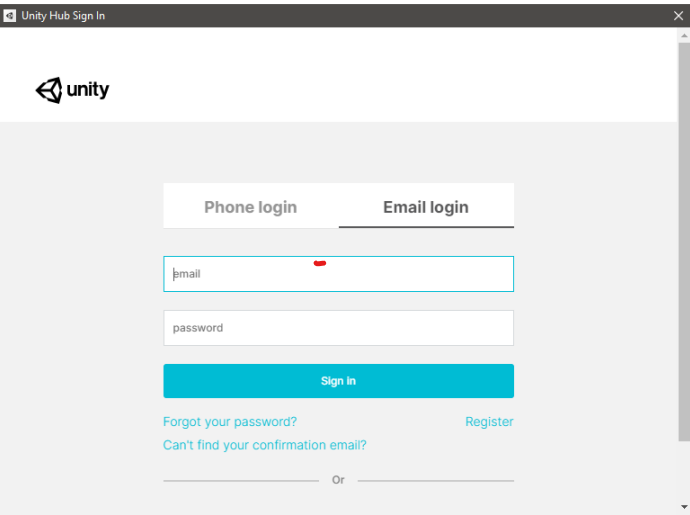 Unity Hub Sign In
unity
Phone login
Email login
email
password
Sign in
Forgot your password?
Register
Can't find your confirmation email?
Or